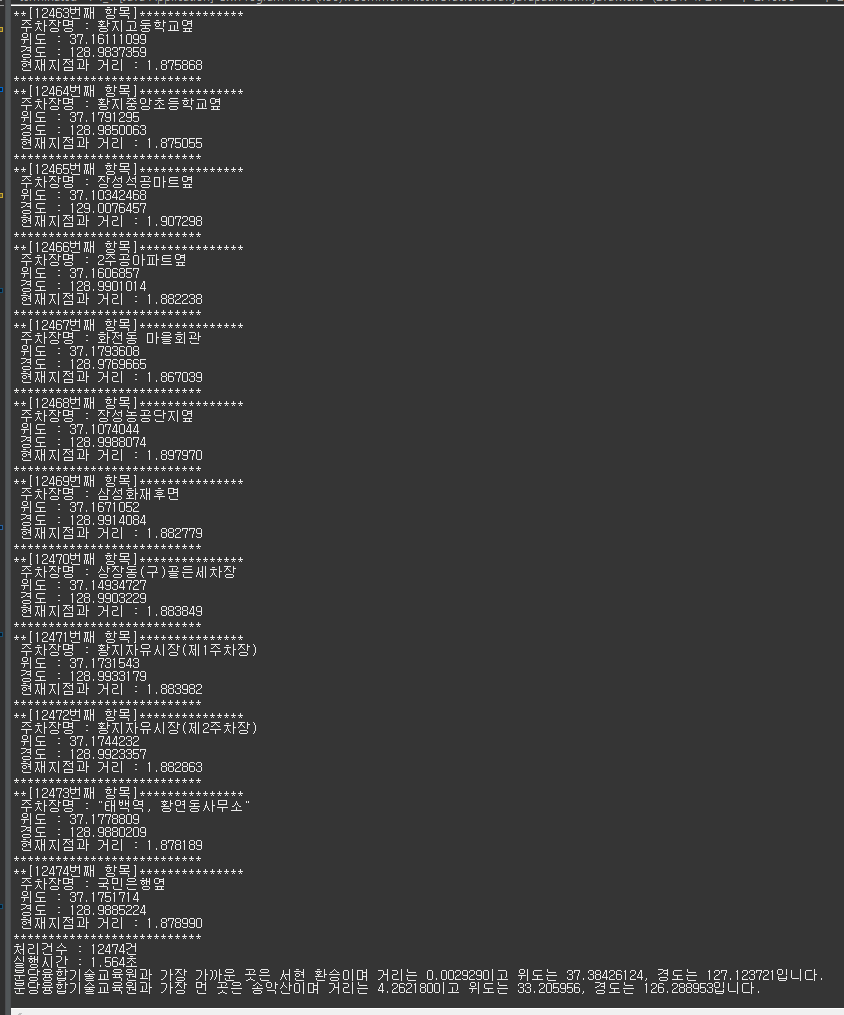 **[12463번째 항목]***************
주차장명 : 황지고등학교옆
위도 : 37.16111099
경도 : 128.9837359
현재지점과 거리 : 1.875868
***************************
**[12464번째 항목]***************
주차장명 : 황지중앙초등학교옆
위도 : 37.1791295
경도 : 128.9850063
현재지점과 거리 : 1.875055
***************************
**[12465번째 항목]***************
주차장명 : 장성석공마트옆
위도 : 37.10342468
경도 : 129.0076457
현재지점과 거리 : 1.907298
***************************
**[12466번째 항목]***************
주차장명 : 2주공아파트옆
위도 : 37.1606857
경도 : 128.9901014
현재지점과 거리 : 1.882238
***************************
**[12467번째 항목]***************
주차장명 : 화전동 마을회관
위도 : 37.1793608
경도 : 128.9769665
현재지점과 거리 : 1.867039
***************************
**[12468번째 항목]***************
주차장명 : 장성농공단지옆
위도 : 37.1074044
경도 : 128.9988074
현재지점과 거리 : 1.897970
***************************
**[12469번째 항목]***************
주차장명 : 삼성화재후면
위도 : 37.1671052
경도 : 128.9914084
현재지점과 거리 : 1.882779
***************************
**[12470번째 항목]***************
주차장명 : 상장동(구)골든세차장
위도 : 37.14934727
경도 : 128.9903229
현재지점과 거리 : 1.883849
***************************
**[12471번째 항목]***************
주차장명 : 황지자유시장(제1주차장)
위도 : 37.1731543
경도 : 128.9933179
현재지점과 거리 : 1.883982
***************************
**[12472번째 항목]***************
주차장명 : 황지자유시장(제2주차장)
위도 : 37.1744232
경도 : 128.9923357
현재지점과 거리 : 1.882863
***************************
**[12473번째 항목]***************
주차장명 : "태백역, 황연동사무소"
위도 : 37.1778809
경도 : 128.9880209
현재지점과 거리 : 1.878189
***************************
**[12474번째 항목]***************
주차장명 : 국민은행옆
위도 : 37.1751714
경도 : 128.9885224
현재지점과 거리 : 1.878990
***************************
처리건수 : 12474건
실행시간 : 1.564초
분당융합기술교육원과 가장 가까운 곳은 서현 환승이며 거리는 0.002929이고 위도는 37.38426124, 경도는 127.123721입니다.
분당융합기술교육원과 가장 먼 곳은 송악산이며 거리는 4.262180이고 위도는 33.205956, 경도는 126.288953입니다.